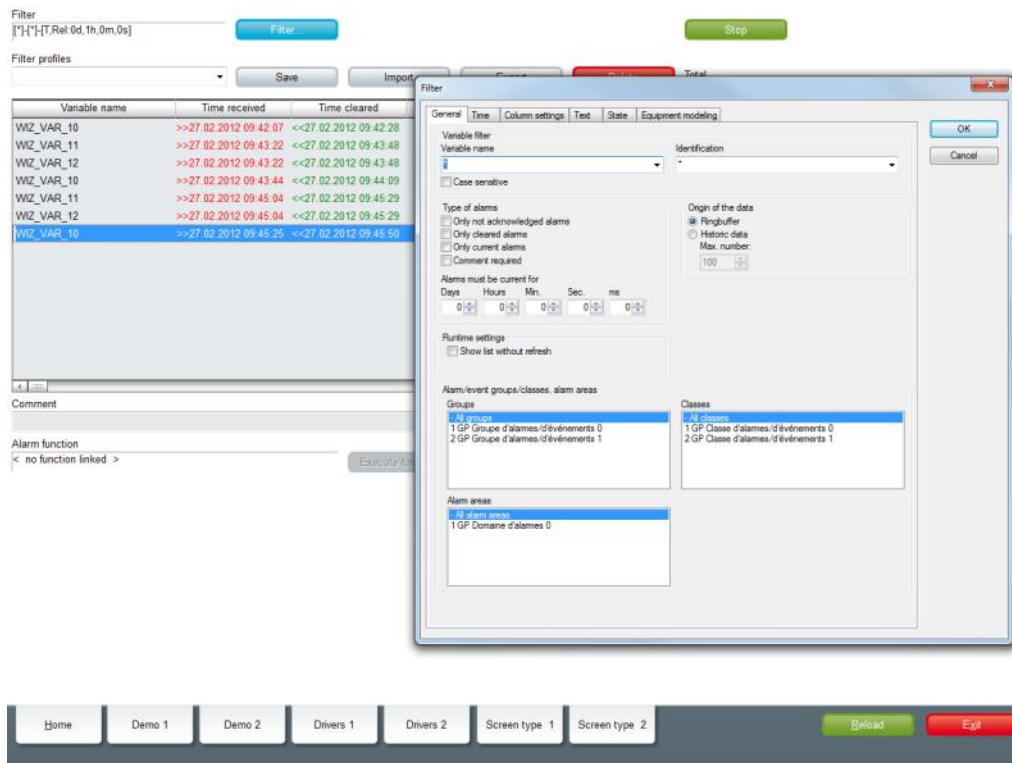 Filter
[*]-[*]-[T,Rel:0d,1h,0m,0s]
Filter...
Stop
Filter profiles
Save
Import
Total
Variable name Time received Time cleared
WIZ_VAR_10 >>27.02.2012 09:42:07 <<27.02.2012 09:42:28
WIZ_VAR_11 >>27.02.2012 09:43:22 <<27.02.2012 09:43:48
WIZ_VAR_12 >>27.02.2012 09:43:22 <<27.02.2012 09:43:48
WIZ_VAR_10 >>27.02.2012 09:43:44 <<27.02.2012 09:44:09
WIZ_VAR_11 >>27.02.2012 09:45:04 <<27.02.2012 09:45:29
WIZ_VAR_12 >>27.02.2012 09:45:04 <<27.02.2012 09:45:29
WIZ_VAR_10 >>27.02.2012 09:45:25 <<27.02.2012 09:45:50
Comment
Alarm function
< no function linked >
Execute fun
Filter
General Time Column settings Text State Equipment modeling
OK
Cancel
Variable filter
Variable name Identification
* *
Case sensitive
Type of alarms
Only not acknowledged alarms
Only cleared alarms
Only current alarms
Comment required
Origin of the data
Ringbuffer
Historic data
Max. number:
100
Alarms must be current for
Days Hours Min. Sec. ms
0 0 0 0 0
Runtime settings
Show list without refresh
Alarm/event groups/classes, alarm areas
Groups
- All groups
1 GP Groupe d'alarmes/d'événements 0
2 GP Groupe d'alarmes/d'événements 1
Classes
- All classes
1 GP Classe d'alarmes/d'événements 0
2 GP Classe d'alarmes/d'événements 1
Alarm areas
- All alarm areas
1 GP Domaine d'alarmes 0
Home Demo 1 Demo 2 Drivers 1 Drivers 2 Screen type 1 Screen type 2
Reload
Exit